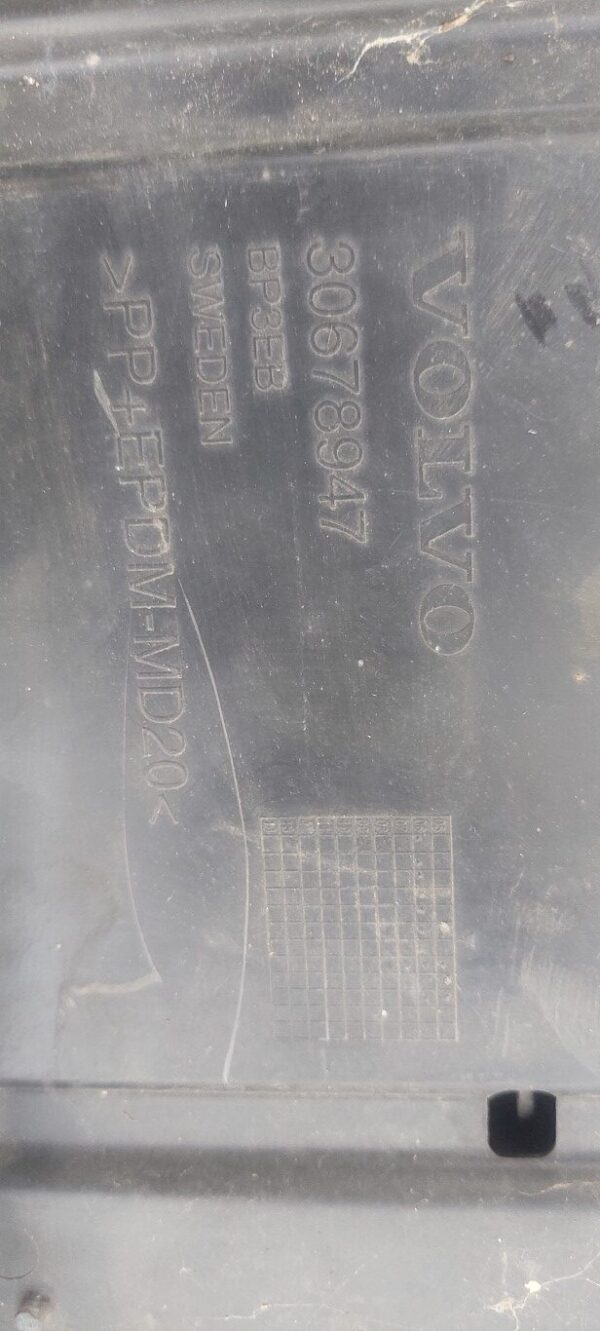 VOLVO
30678947
BP3EB
SWEDEN
>PP+EPDM-MD20<